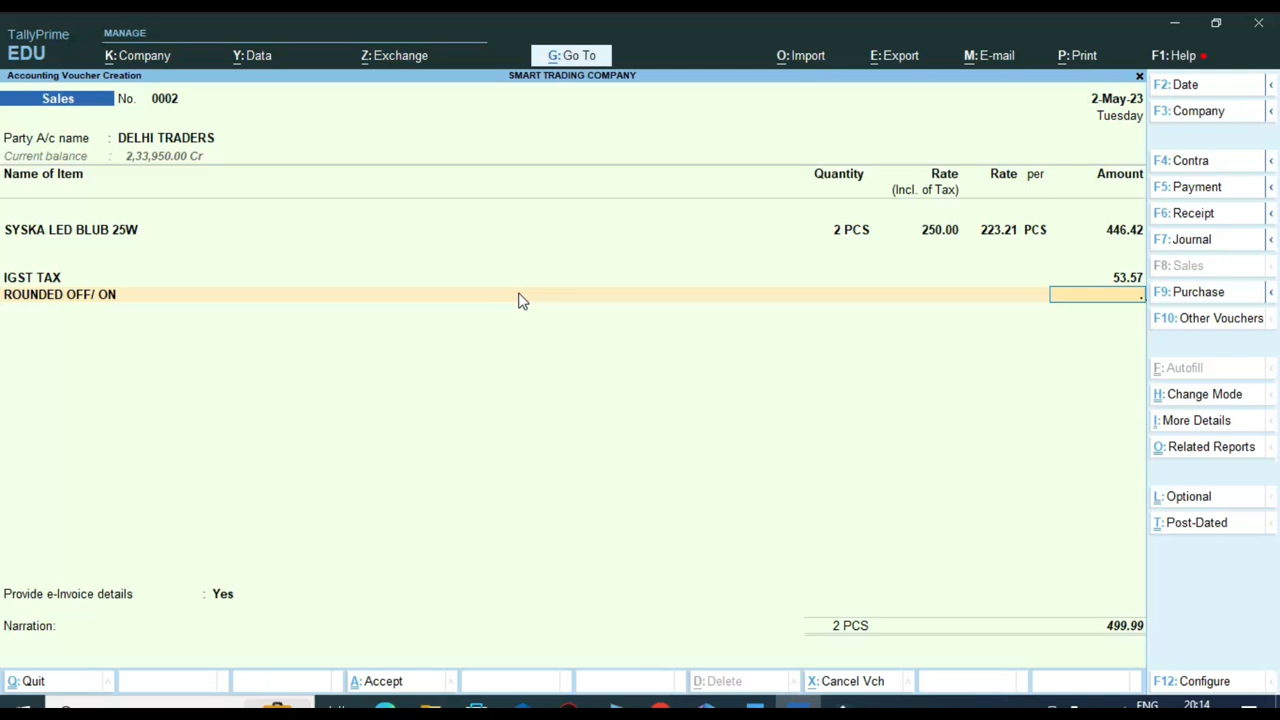 TallyPrime
MANAGE
EDU
K: Company Y: Data Z: Exchange G: Go To O: Import E: Export M: E-mail P: Print F1: Help
Accounting Voucher Creation SMART TRADING COMPANY
Sales No. 0002 2-May-23
Tuesday
Party A/c name : DELHI TRADERS
Current balance : 2,33,950.00 Cr
Name of Item Quantity Rate Rate per Amount
(Incl. of Tax)
SYSKA LED BLUB 25W 2 PCS 250.00 223.21 PCS 446.42
IGST TAX 53.57
ROUNDED OFF/ ON .
Provide e-Invoice details : Yes
Narration: 2 PCS 499.99
Q: Quit A: Accept D: Delete X: Cancel Vch
F2: Date
F3: Company
F4: Contra
F5: Payment
F6: Receipt
F7: Journal
F8: Sales
F9: Purchase
F10: Other Vouchers
F: Autofill
H: Change Mode
I: More Details
O: Related Reports
L: Optional
T: Post-Dated
F12: Configure
ENG 20:14